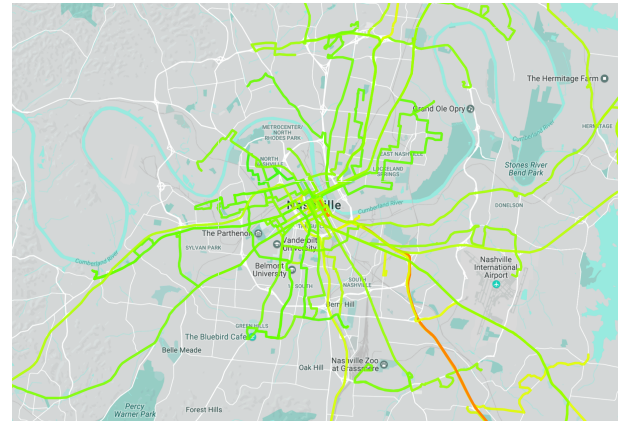 The Hermitage Farm
Grand Ole Opry
METROCENTER/
NORTH
RHODES PARK
HERMITAGE
Cumberland River
EAST NASHVILLE
NORTH
NASHVILLE
LOCKELAND
SPRINGS
Stones River
Bend Park
Nashville
DONELSON
Cumberland River
The Parthenon
Vanderbilt
University
SYLVAN PARK
Cumberland River
Belmont
University
Nashville
International
Airport
SOUTH
NASHVILLE
12 SOUTH
Berry Hill
GREEN HILLS
The Bluebird Cafe
Belle Meade
Oak Hill
Nashville Zoo
at Grassmere
Percy
Warner Park
Forest Hills